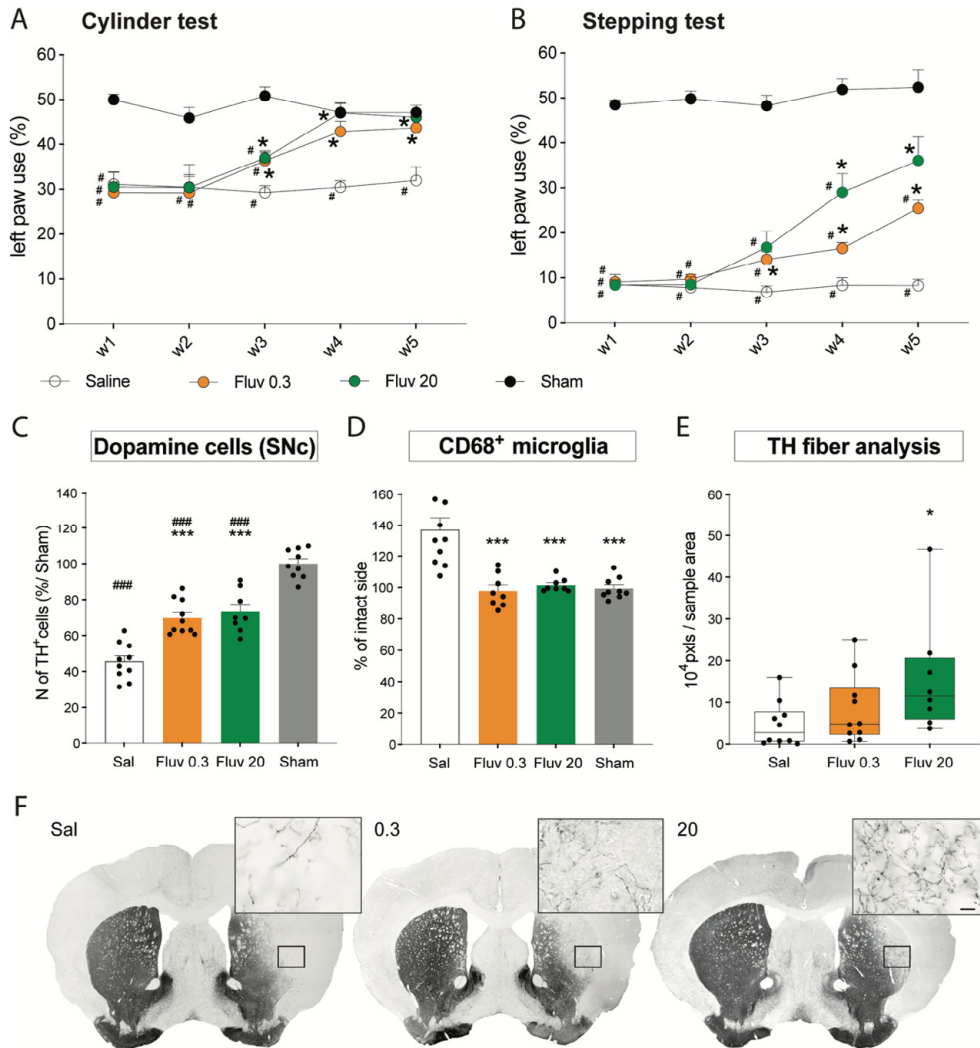 A Cylinder test
left paw use (%)
60
50
40
30
20
10
0
* * * * * *
# # # # # # # # # #
w1 w2 w3 w4 w5
B Stepping test
left paw use (%)
60
50
40
30
20
10
0
* * * * *
# # # # # # # # # # # # # #
w1 w2 w3 w4 w5
Saline Fluv 0.3 Fluv 20 Sham
C Dopamine cells (SNc)
N of TH+cells (%/ Sham)
140
120
100
80
60
40
20
0
### ###
*** ***
###
Sal Fluv 0.3 Fluv 20 Sham
D CD68+ microglia
% of intact side
160
140
120
100
80
60
40
20
0
*** *** ***
Sal Fluv 0.3 Fluv 20 Sham
E TH fiber analysis
10⁴pxls / sample area
60
50
40
30
20
10
0
*
Sal Fluv 0.3 Fluv 20
F
Sal 0.3 20